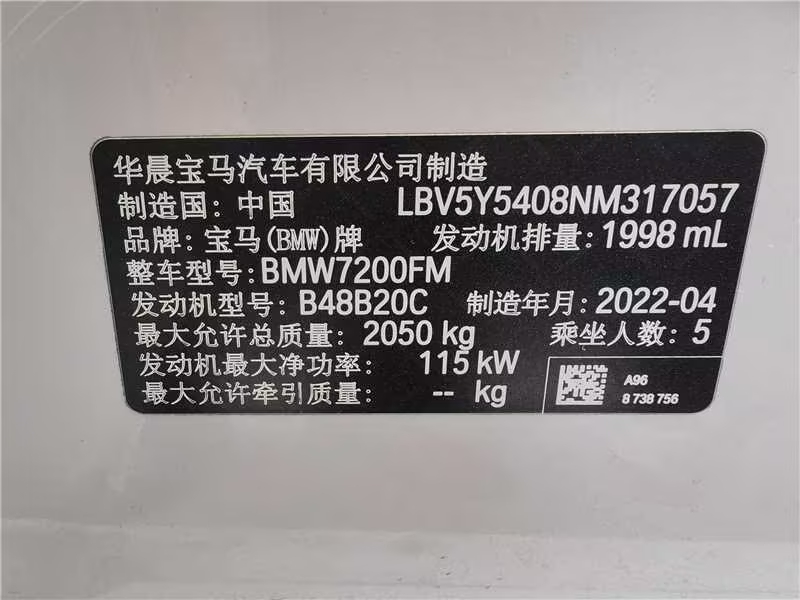 华晨宝马汽车有限公司制造
制造国: 中国 LBV5Y5408NM317057
品牌: 宝马(BMW)牌 发动机排量: 1998 mL
整车型号: BMW7200FM
发动机型号: B48B20C 制造年月: 2022-04
最大允许总质量: 2050 kg 乘坐人数: 5
发动机最大净功率: 115 kW
最大允许牵引质量: -- kg
A96
8 738 756